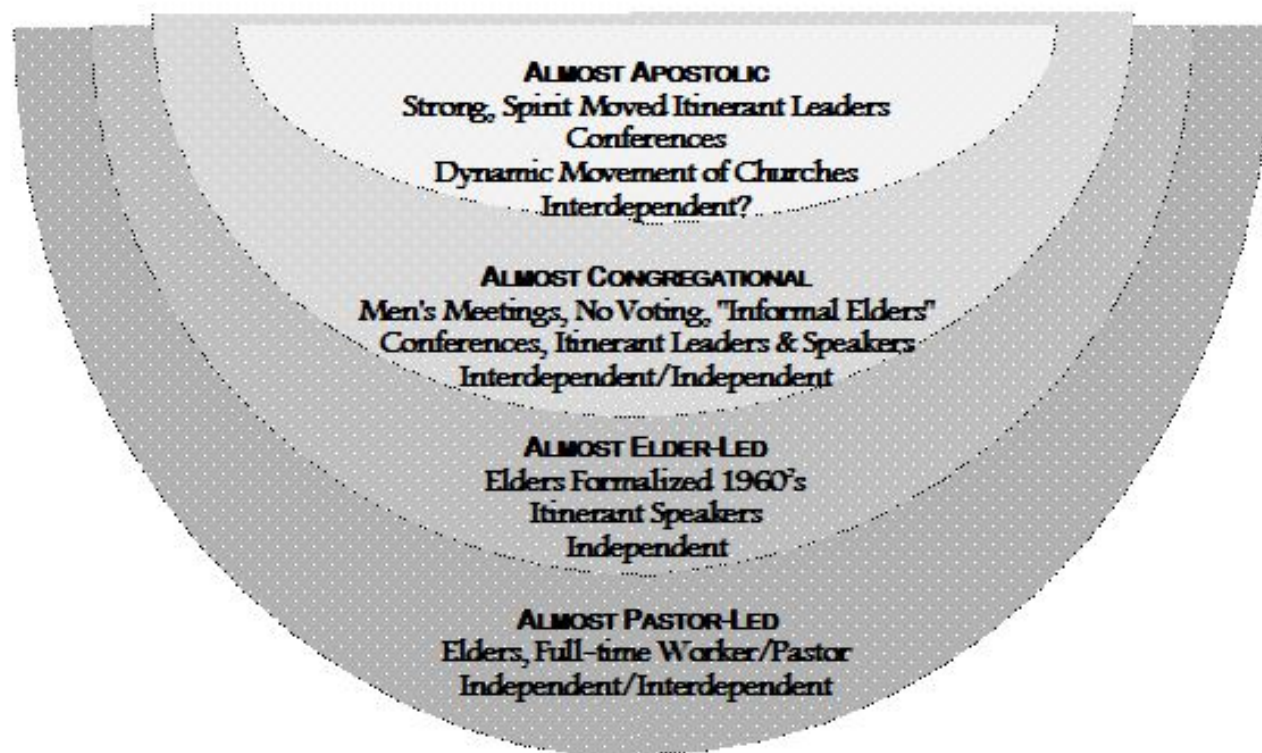 ALMOST APOSTOLIC
Strong, Spirit Moved Itinerant Leaders
Conferences
Dynamic Movement of Churches
Interdependent?
ALMOST CONGREGATIONAL
Men's Meetings, No Voting, "Informal Elders"
Conferences, Itinerant Leaders & Speakers
Interdependent/Independent
ALMOST ELDER-LED
Elders Formalized 1960's
Itinerant Speakers
Independent
ALMOST PASTOR-LED
Elders, Full-time Worker/Pastor
Independent/Interdependent